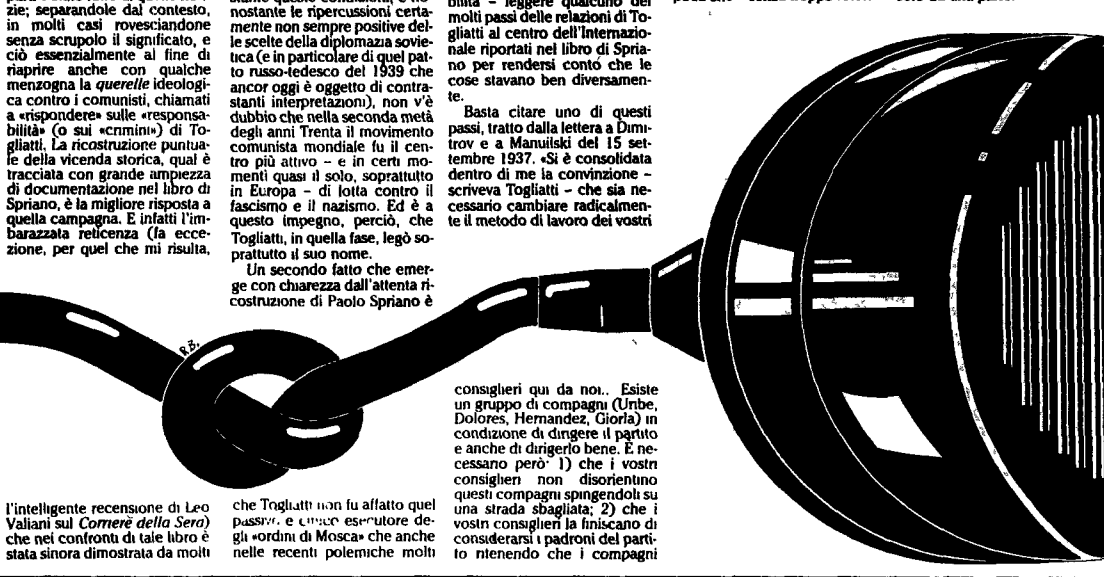 zie; separandole dal contesto,
in molti casi rovesciandone
senza scrupolo il significato, e
ciò essenzialmente al fine di
riaprire anche con qualche
menzogna la querelle ideologi-
ca contro i comunisti, chiamati
a «rispondere» sulle «responsa-
bilità» (o sui «crimini») di To-
gliatti. La ricostruzione puntua-
le della vicenda storica, qual è
tracciata con grande ampiezza
di documentazione nel libro di
Spriano, è la migliore risposta a
quella campagna. E infatti l'im-
barazzata reticenza (fa ecce-
zione, per quel che mi risulta,
l'intelligente recensione di Leo
Valiani sul Corriere della Sera)
che nei confronti di tale libro è
stata sinora dimostrata da molti
nostante le ripercussioni certa-
mente non sempre positive del-
le scelte della diplomazia sovie-
tica (e in particolare di quel pat-
to russo-tedesco del 1939 che
ancor oggi è oggetto di contra-
stanti interpretazioni), non v'è
dubbio che nella seconda metà
degli anni Trenta il movimento
comunista mondiale fu il cen-
tro più attivo – e in certi mo-
menti quasi il solo, soprattutto
in Europa – di lotta contro il
fascismo e il nazismo. Ed è a
questo impegno, perciò, che
Togliatti, in quella fase, legò so-
prattutto il suo nome.
Un secondo fatto che emer-
ge con chiarezza dall'attenta ri-
costruzione di Paolo Spriano è
che Togliatti non fu affatto quel
passivo e cinico esecutore de-
gli «ordini di Mosca» che anche
nelle recenti polemiche molti
bilità – leggere qualcuno dei
molti passi delle relazioni di To-
gliatti al centro dell'Internazio-
nale riportati nel libro di Spria-
no per rendersi conto che le
cose stavano ben diversamen-
te.
Basta citare uno di questi
passi, tratto dalla lettera a Dimi-
trov e a Manuilski del 15 set-
tembre 1937. «Si è consolidata
dentro di me la convinzione –
scriveva Togliatti – che sia ne-
cessario cambiare radicalmen-
te il metodo di lavoro dei vostri
consiglieri qui da noi.. Esiste
un gruppo di compagni (Uribe,
Dolores, Hernandez, Giorla) in
condizione di dirigere il partito
e anche di dirigerlo bene. È ne-
cessario però: 1) che i vostri
consiglieri non disorientino
questi compagni spingendoli su
una strada sbagliata; 2) che i
vostri consiglieri la finiscano di
considerarsi i padroni del parti-
to ritenendo che i compagni
R.B.